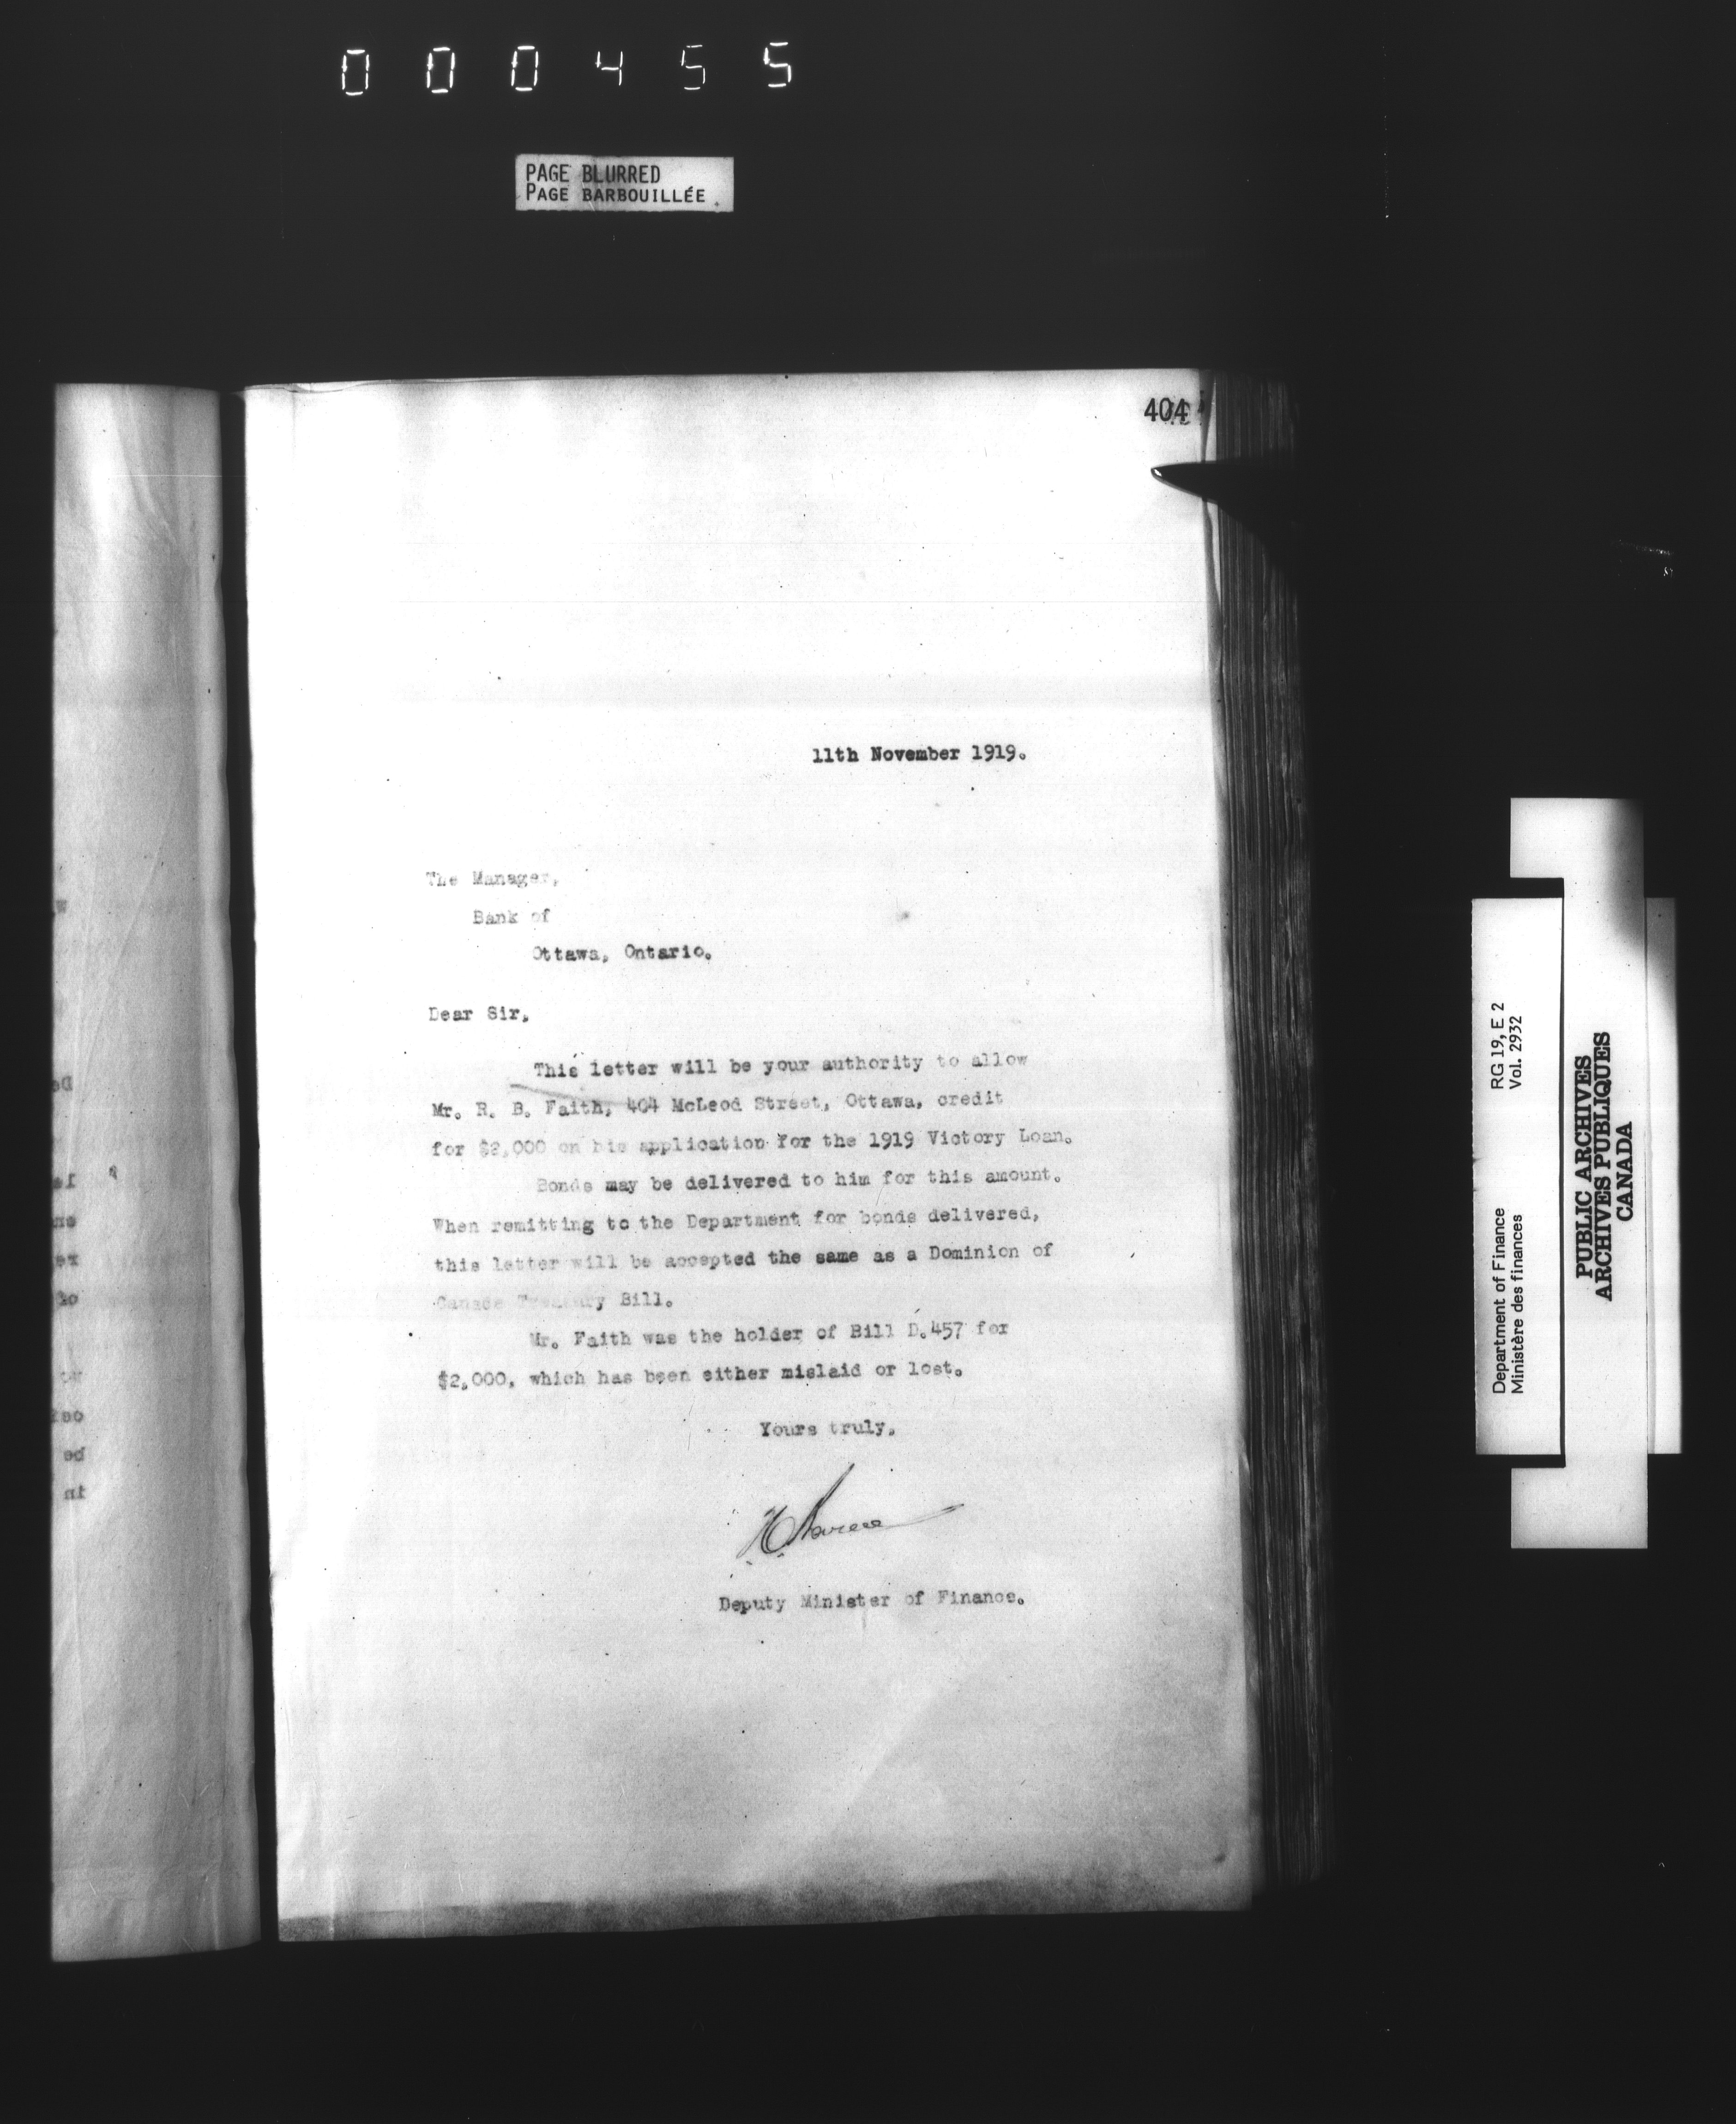 000455
PAGE BLURRED
PAGE BARBOUILLÉE
404
11th November 1919.
The Manager,
Bank of
Ottawa, Ontario.
Dear Sir,
This letter will be your authority to allow
Mr. R. B. Faith, 404 McLeod Street, Ottawa, credit
for $2,000 on his application for the 1919 Victory Loan.
Bonds may be delivered to him for this amount.
When remitting to the Department for bonds delivered,
this letter will be accepted the same as a Dominion of
Canada Treasury Bill.
Mr. Faith was the holder of Bill D.457 for
$2,000, which has been either mislaid or lost.
Yours truly,
Deputy Minister of Finance.
Department of Finance RG 19, E 2
Ministère des finances Vol. 2932
PUBLIC ARCHIVES
ARCHIVES PUBLIQUES
CANADA